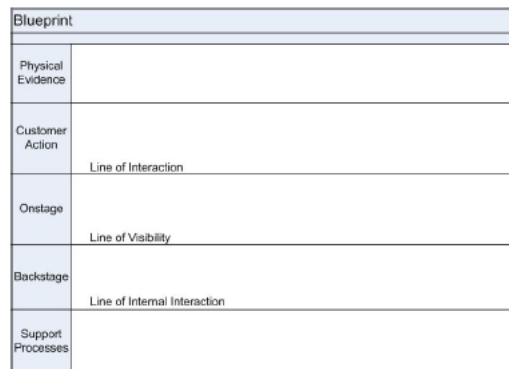 Blueprint
Physical
Evidence
Customer
Action
Line of Interaction
Onstage
Line of Visibility
Backstage
Line of Internal Interaction
Support
Processes